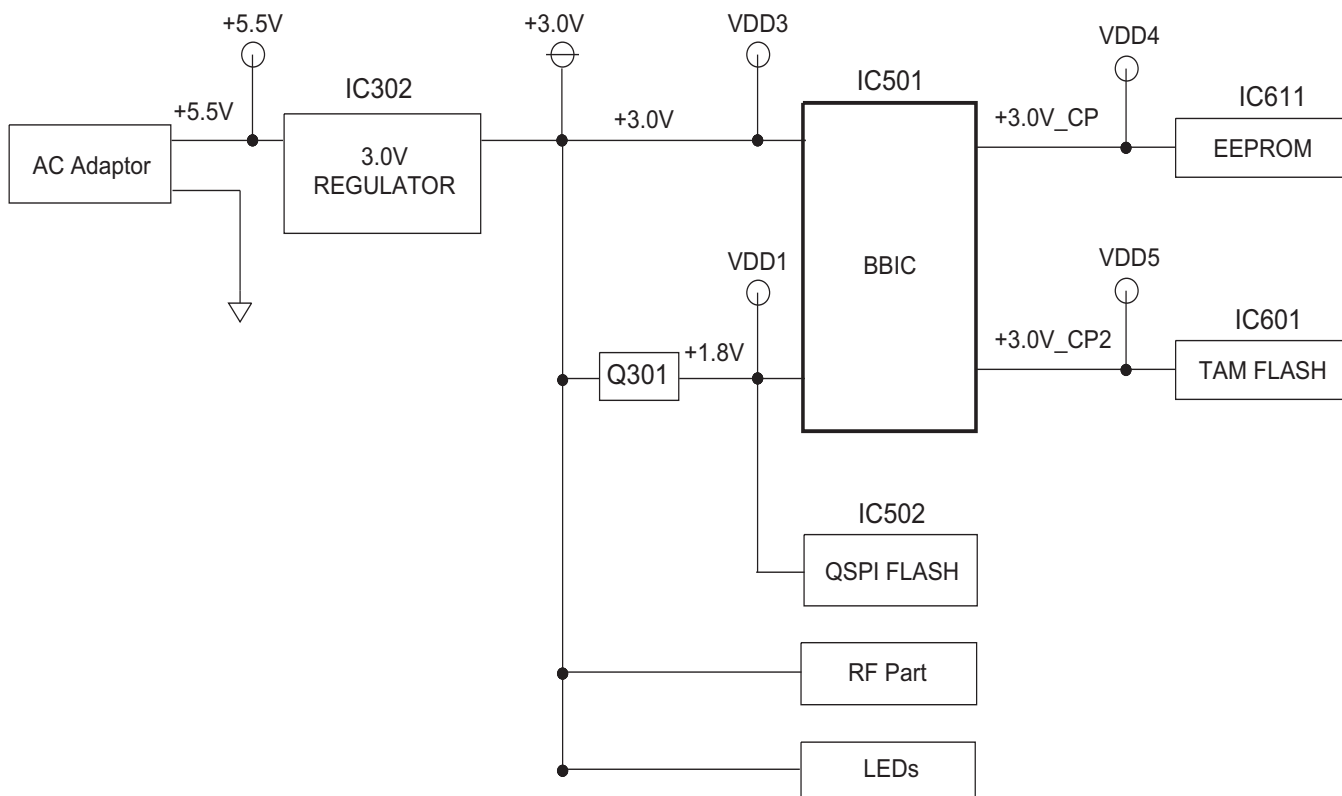 +5.5V
+3.0V
VDD3
VDD4
IC302
IC501
IC611
+5.5V
+3.0V
+3.0V_CP
AC Adaptor
3.0V
REGULATOR
EEPROM
VDD1
BBIC
VDD5
+1.8V
+3.0V_CP2
IC601
Q301
TAM FLASH
IC502
QSPI FLASH
RF Part
LEDs